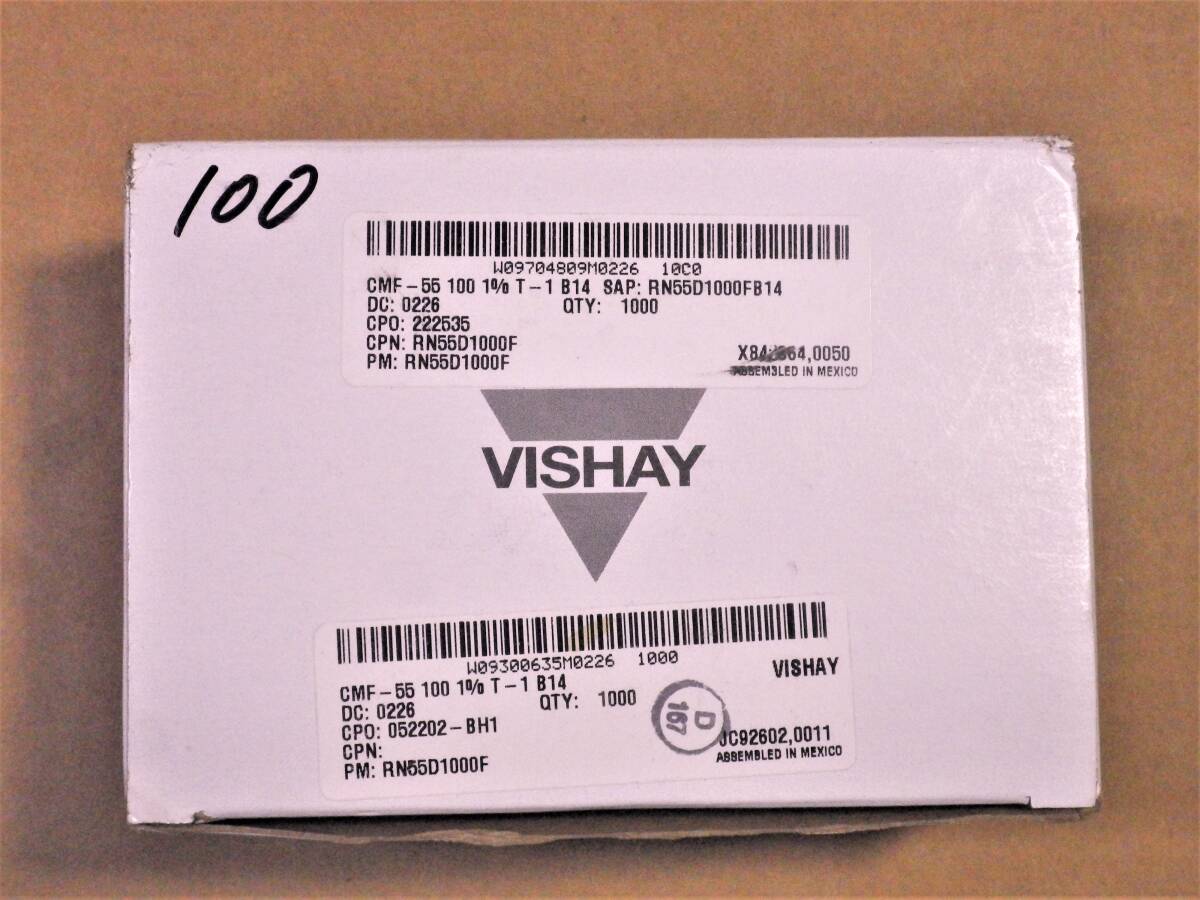 100
W09704809M0226 10C0
CMF-55 100 1% T-1 B14 SAP: RN55D1000FB14
DC: 0226 QTY: 1000
CPO: 222535
CPN: RN55D1000F
PM: RN55D1000F
ASSEMBLED IN MEXICO
VISHAY
W09300635M0226 1000
VISHAY
CMF-55 100 1% T-1 B14
DC: 0226 QTY: 1000
CPO: 052202-BH1
CPN:
PM: RN55D1000F
D
167
JC92602,0011
ASSEMBLED IN MEXICO